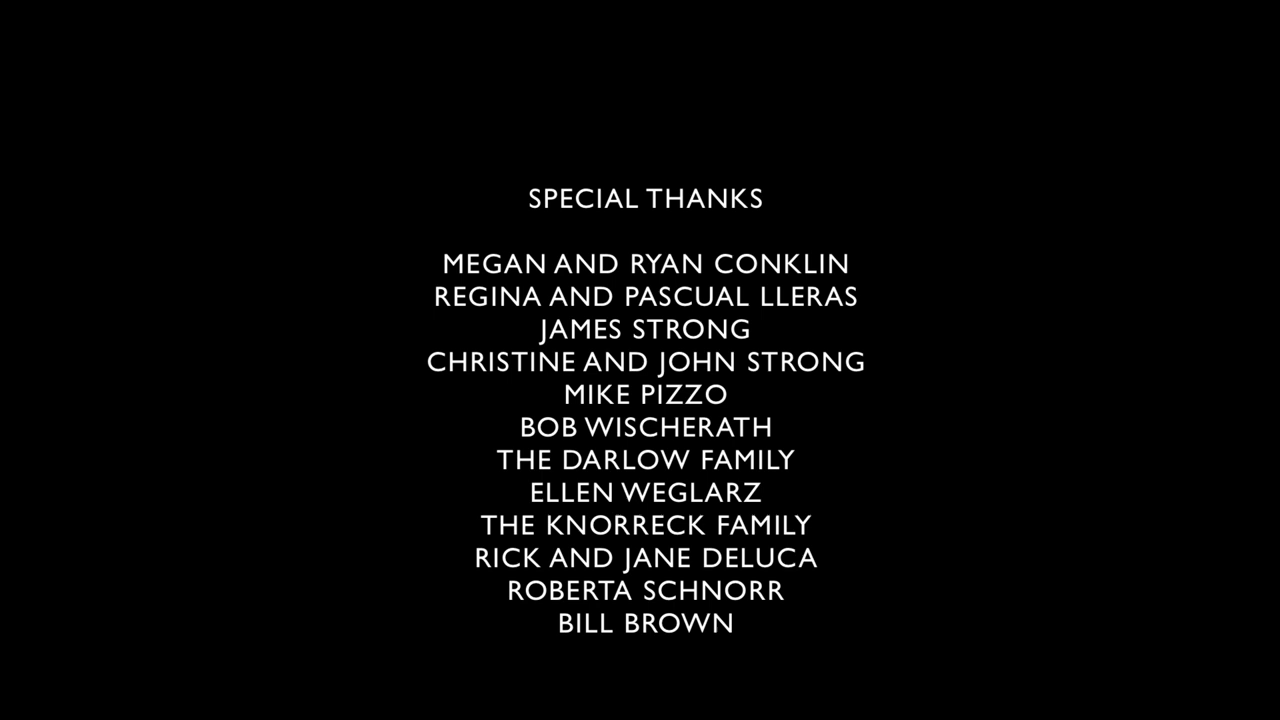 SPECIAL THANKS
MEGAN AND RYAN CONKLIN
REGINA AND PASCUAL LLERAS
JAMES STRONG
CHRISTINE AND JOHN STRONG
MIKE PIZZO
BOB WISCHERATH
THE DARLOW FAMILY
ELLEN WEGLARZ
THE KNORRECK FAMILY
RICK AND JANE DELUCA
ROBERTA SCHNORR
BILL BROWN